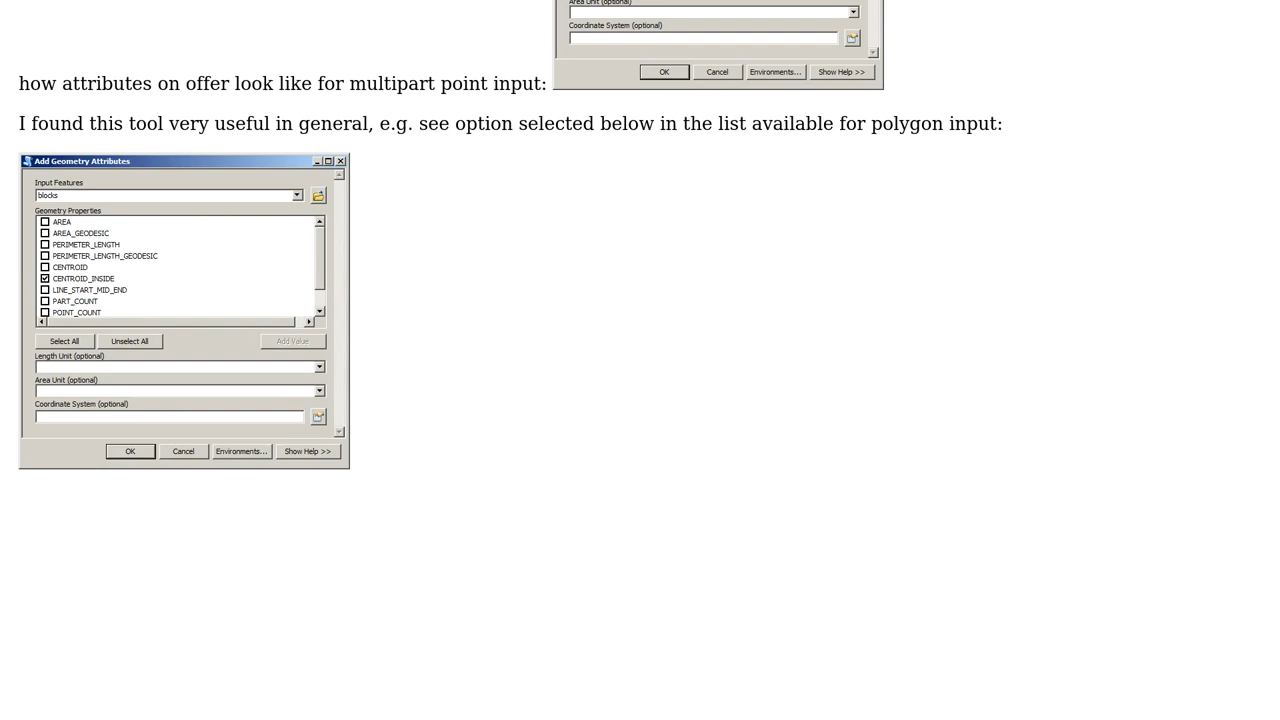 Area Unit (optional)
Coordinate System (optional)
OK Cancel Environments... Show Help >>
how attributes on offer look like for multipart point input:
I found this tool very useful in general, e.g. see option selected below in the list available for polygon input:
Add Geometry Attributes
Input Features
blocks
Geometry Properties
AREA
AREA_GEODESIC
PERIMETER_LENGTH
PERIMETER_LENGTH_GEODESIC
CENTROID
CENTROID_INSIDE
LINE_START_MID_END
PART_COUNT
POINT_COUNT
Select All Unselect All Add Value
Length Unit (optional)
Area Unit (optional)
Coordinate System (optional)
OK Cancel Environments... Show Help >>